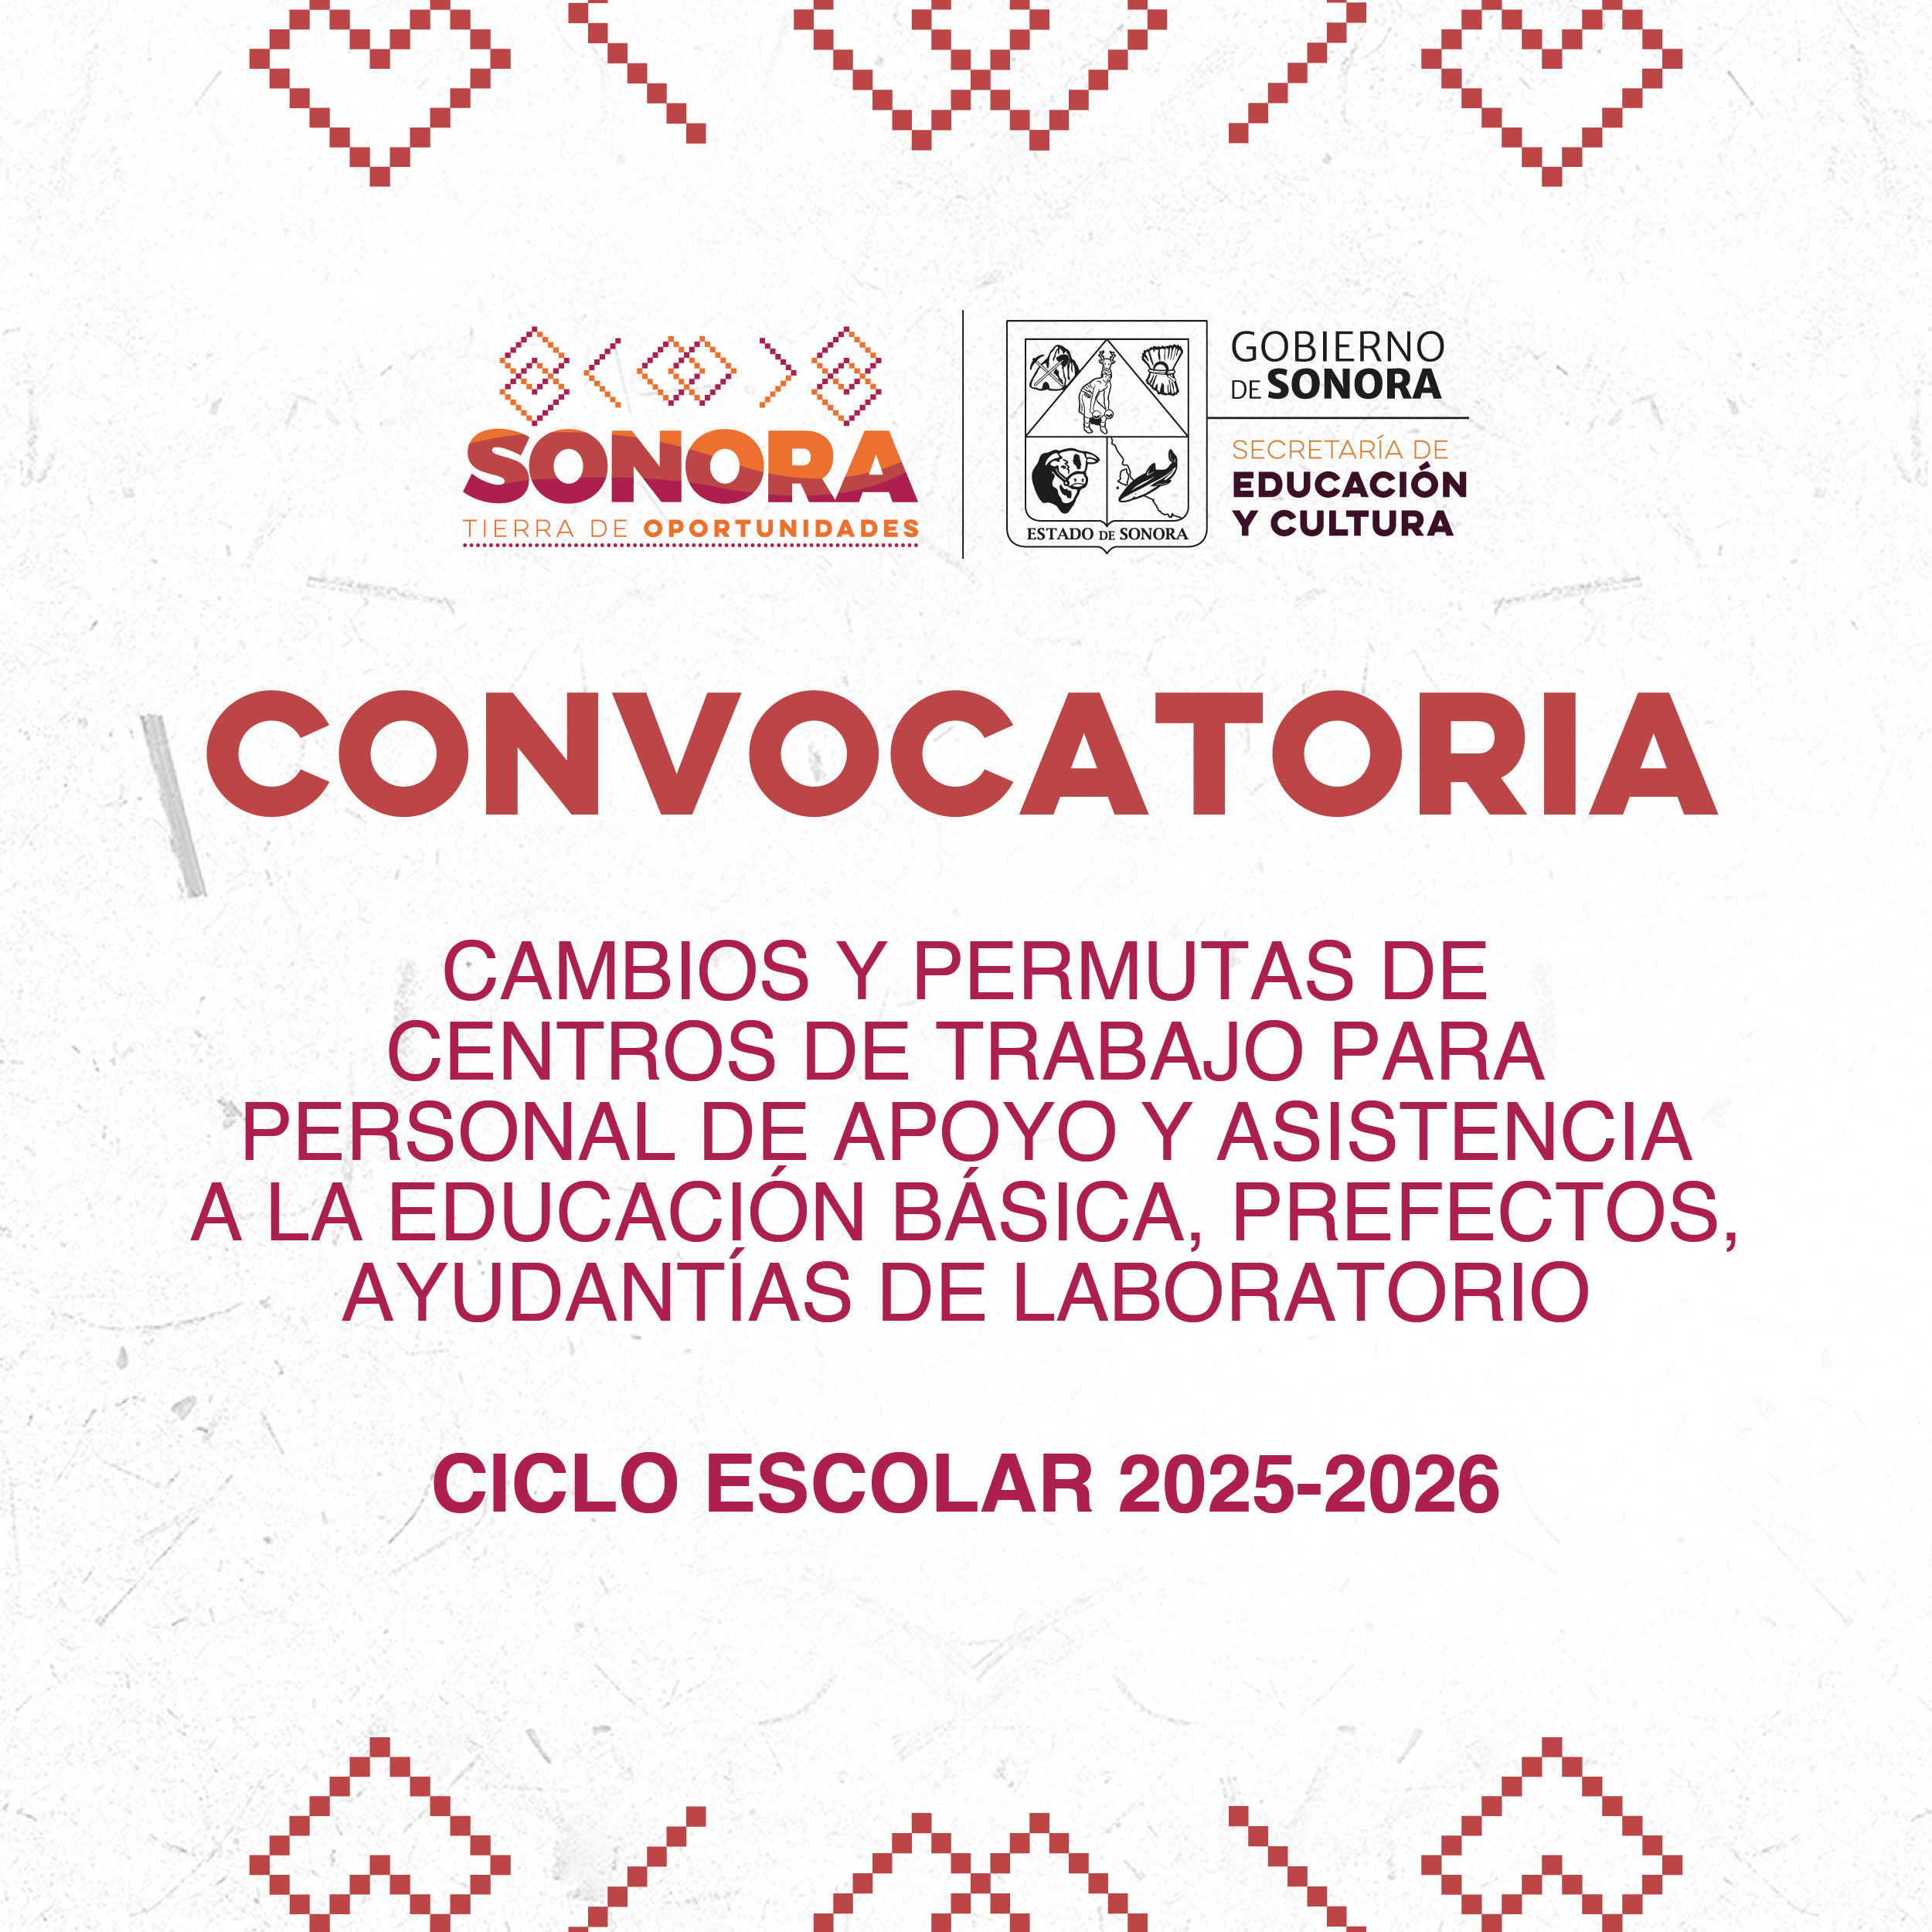 SONORA
TIERRA DE OPORTUNIDADES
ESTADO DE SONORA
GOBIERNO
DE SONORA
SECRETARÍA DE
EDUCACIÓN
Y CULTURA
CONVOCATORIA
CAMBIOS Y PERMUTAS DE
CENTROS DE TRABAJO PARA
PERSONAL DE APOYO Y ASISTENCIA
A LA EDUCACIÓN BÁSICA, PREFECTOS,
AYUDANTÍAS DE LABORATORIO
CICLO ESCOLAR 2025-2026